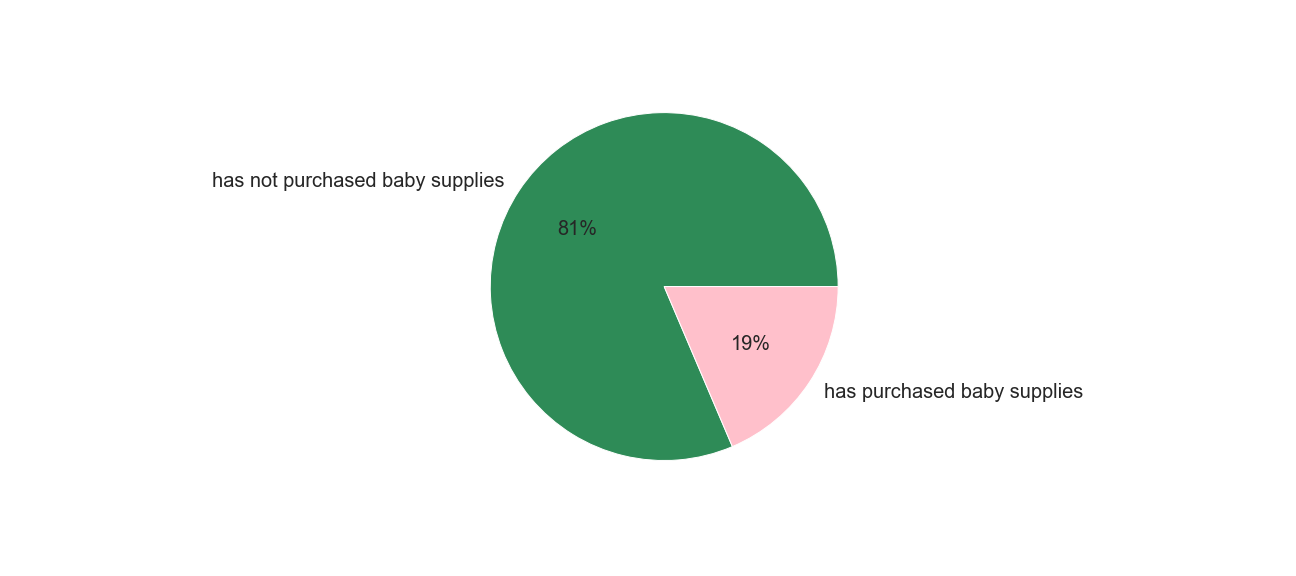 has not purchased baby supplies
81%
19%
has purchased baby supplies